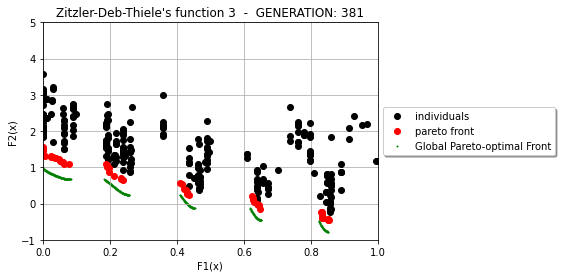 Zitzler-Deb-Thiele's function 3 - GENERATION: 381
5
4
3
2
1
0
−1
F2(x)
0.0 0.2 0.4 0.6 0.8 1.0
F1(x)
individuals
pareto front
Global Pareto-optimal Front